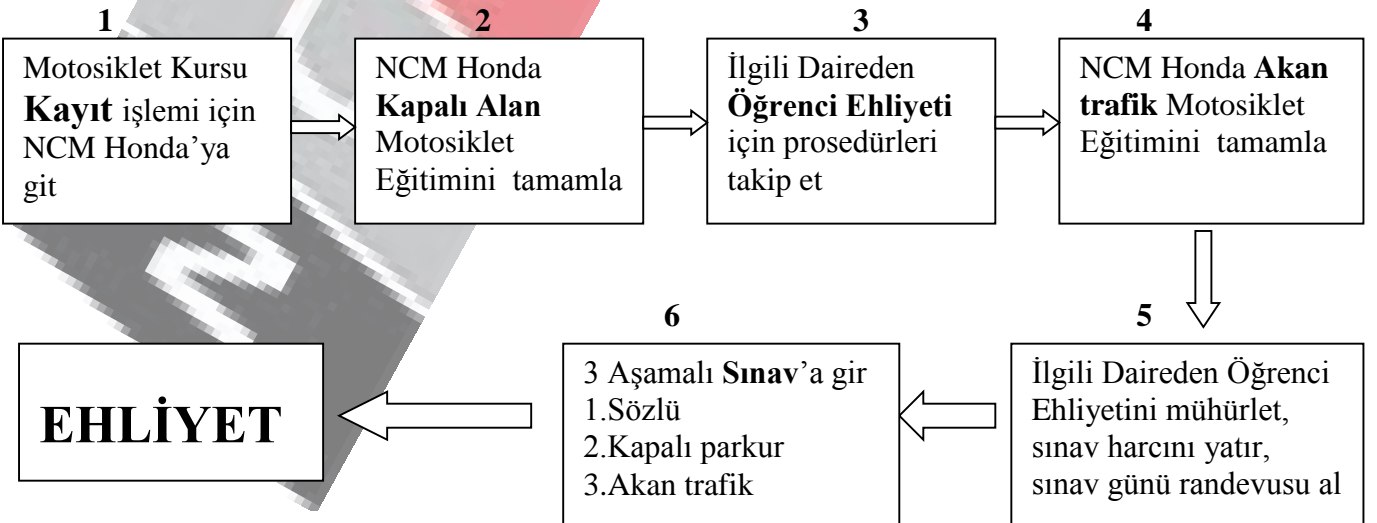 1
Motosiklet Kursu
Kayıt işlemi için
NCM Honda’ya
git
2
NCM Honda
Kapalı Alan
Motosiklet
Eğitimini tamamla
3
İlgili Daireden
Öğrenci Ehliyeti
için prosedürleri
takip et
4
NCM Honda Akan
trafik Motosiklet
Eğitimini tamamla
5
İlgili Daireden Öğrenci
Ehliyetini mühürlet,
sınav harcını yatır,
sınav günü randevusu al
6
3 Aşamalı Sınav’a gir
1.Sözlü
2.Kapalı parkur
3.Akan trafik
EHLİYET